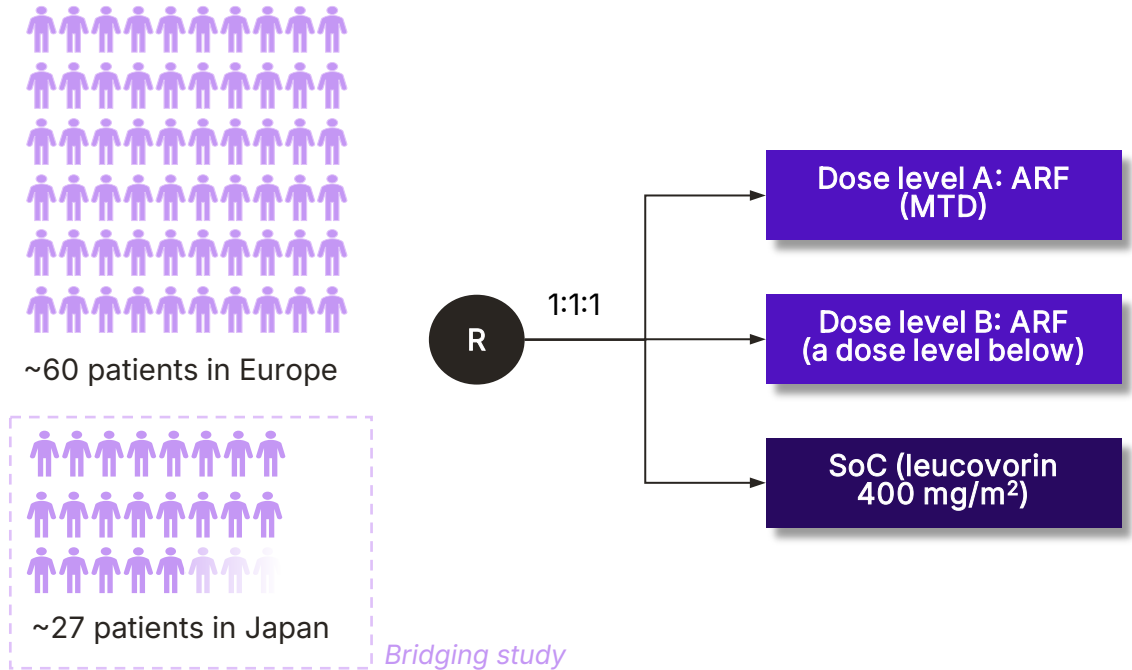 ~60 patients in Europe
~27 patients in Japan
Bridging study
R
1:1:1
Dose level A: ARF
(MTD)
Dose level B: ARF
(a dose level below)
SoC (leucovorin
400 mg/m²)